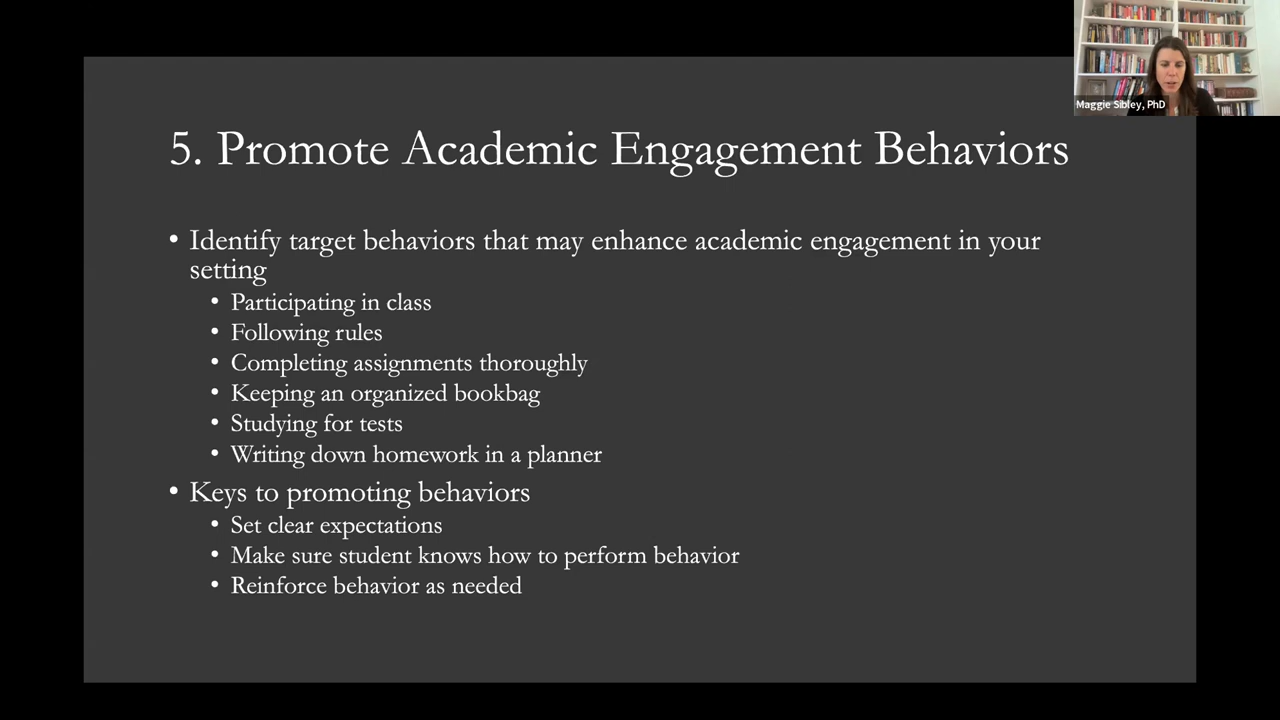 Maggie Sibley, PhD
5. Promote Academic Engagement Behaviors
• Identify target behaviors that may enhance academic engagement in your
setting
• Participating in class
• Following rules
• Completing assignments thoroughly
• Keeping an organized bookbag
• Studying for tests
• Writing down homework in a planner
• Keys to promoting behaviors
• Set clear expectations
• Make sure student knows how to perform behavior
• Reinforce behavior as needed